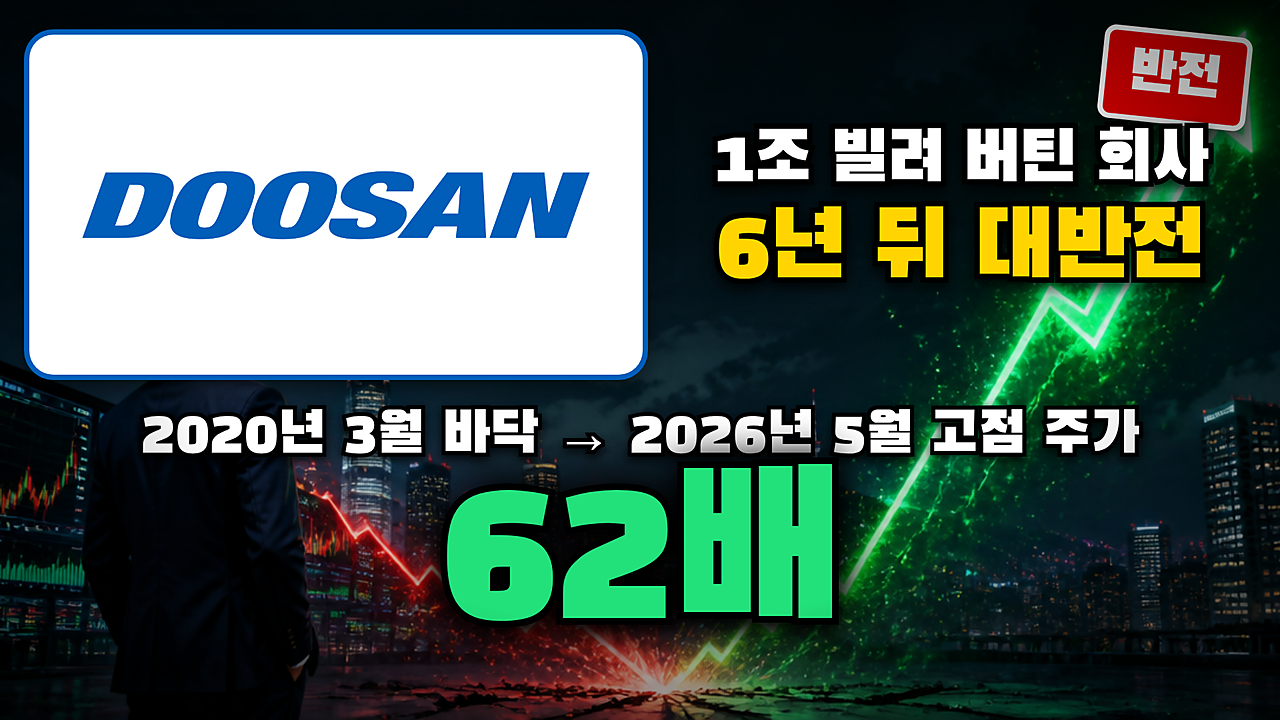 DOOSAN
반전
1조 빌려 버틴 회사
6년 뒤 대반전
2020년 3월 바닥 → 2026년 5월 고점 주가
62배